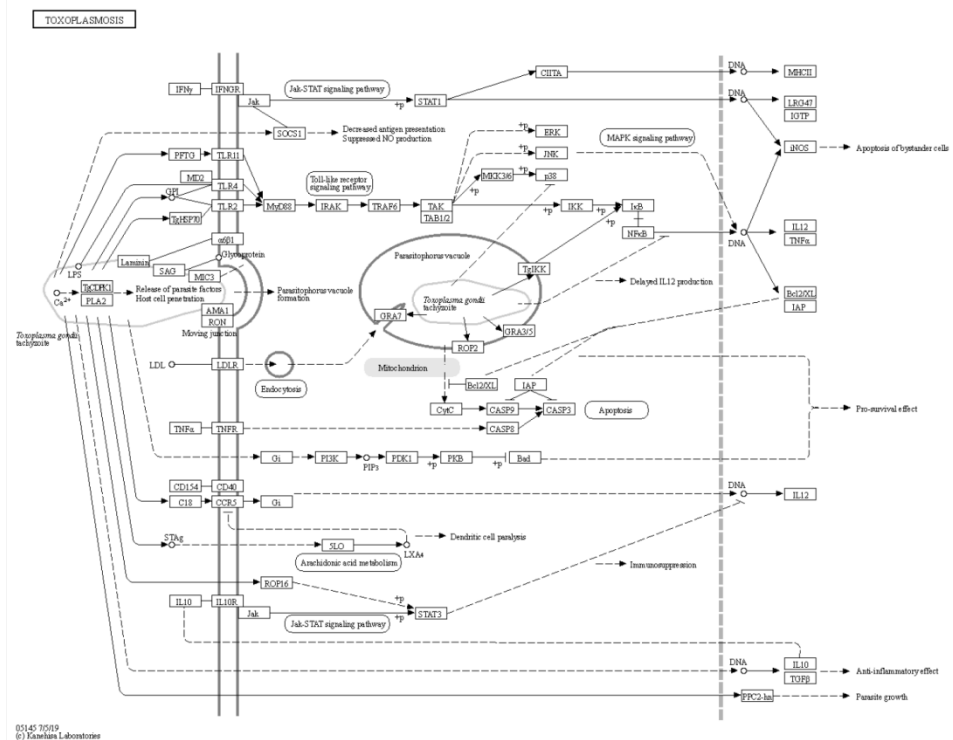 TOXOPLASMOSIS
IFNγ
IFNGR
Jak
Jak-STAT signaling pathway
+p
STAT1
CIITA
DNA
MHCII
DNA
LRG47
IGTP
SOCS1
Decreased antigen presentation
Suppressed NO production
+p
ERK
MAPK signaling pathway
iNOS
Apoptosis of bystander cells
PFTG
TLR11
+p
JNK
MD2
TLR4
Toll-like receptor
signaling pathway
MKK3/6
+p
p38
+p
GPI
TLR2
MyD88
IRAK
TRAF6
TAK
TAB1/2
+p
IKK
+p
IκB
+p
NFκB
DNA
IL12
TNFα
TgHSP70
α6β1
Laminin
Glycoprotein
SAG
MIC3
LPS
Parasitophorus vacuole
TgIKK
Ca2+
TgCDPK1
PLA2
Release of parasite factors
Host cell penetration
Parasitophorus vacuole
formation
Toxoplasma gondii
tachyzoite
Delayed IL12 production
Bcl2/XL
IAP
AMA1
RON
Moving junction
GRA7
GRA3/5
ROP2
Toxoplasma gondii
tachyzoite
LDL
LDLR
Endocytosis
Mitochondrion
Bcl2/XL
IAP
CytC
CASP9
CASP3
Apoptosis
Pro-survival effect
TNFα
TNFR
CASP8
Gi
PI3K
PIP3
PDK1
+p
PKB
+p
Bad
CD154
CD40
C18
CCR5
Gi
DNA
IL12
STAg
5LO
LXA4
Dendritic cell paralysis
Arachidonic acid metabolism
Immunosuppression
ROP16
+p
IL10
IL10R
Jak
Jak-STAT signaling pathway
+p
STAT3
DNA
IL10
TGFβ
Anti-inflammatory effect
PPC2-hn
Parasite growth
05145 7/5/19
(c) Kanehisa Laboratories